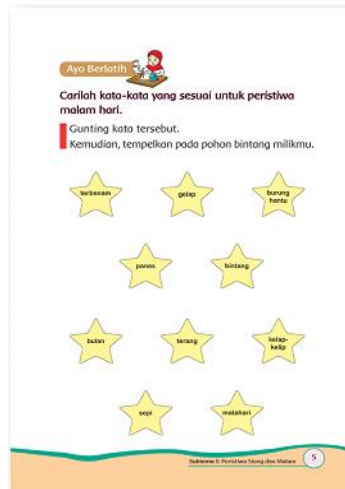 Ayo Berlatih
Carilah kata-kata yang sesuai untuk peristiwa
malam hari.
Gunting kata tersebut.
Kemudian, tempelkan pada pohon bintang milikmu.
terbenam
gelap
burung
hantu
panas
bintang
bulan
terang
kelap-
kelip
sepi
matahari
Subtema 1: Peristiwa Siang dan Malam
5